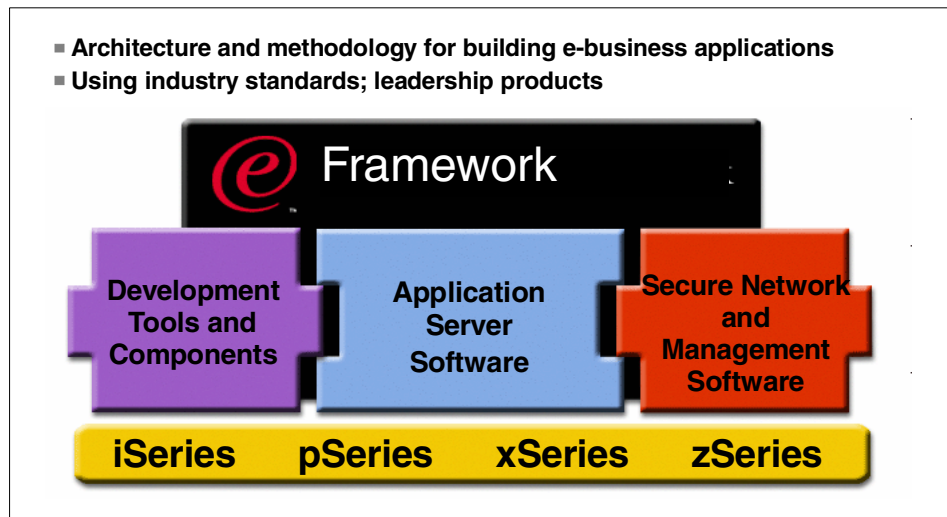 Architecture and methodology for building e-business applications
Using industry standards; leadership products
e Framework
™
Development
Tools and
Components
Application
Server
Software
Secure Network
and
Management
Software
iSeries pSeries xSeries zSeries